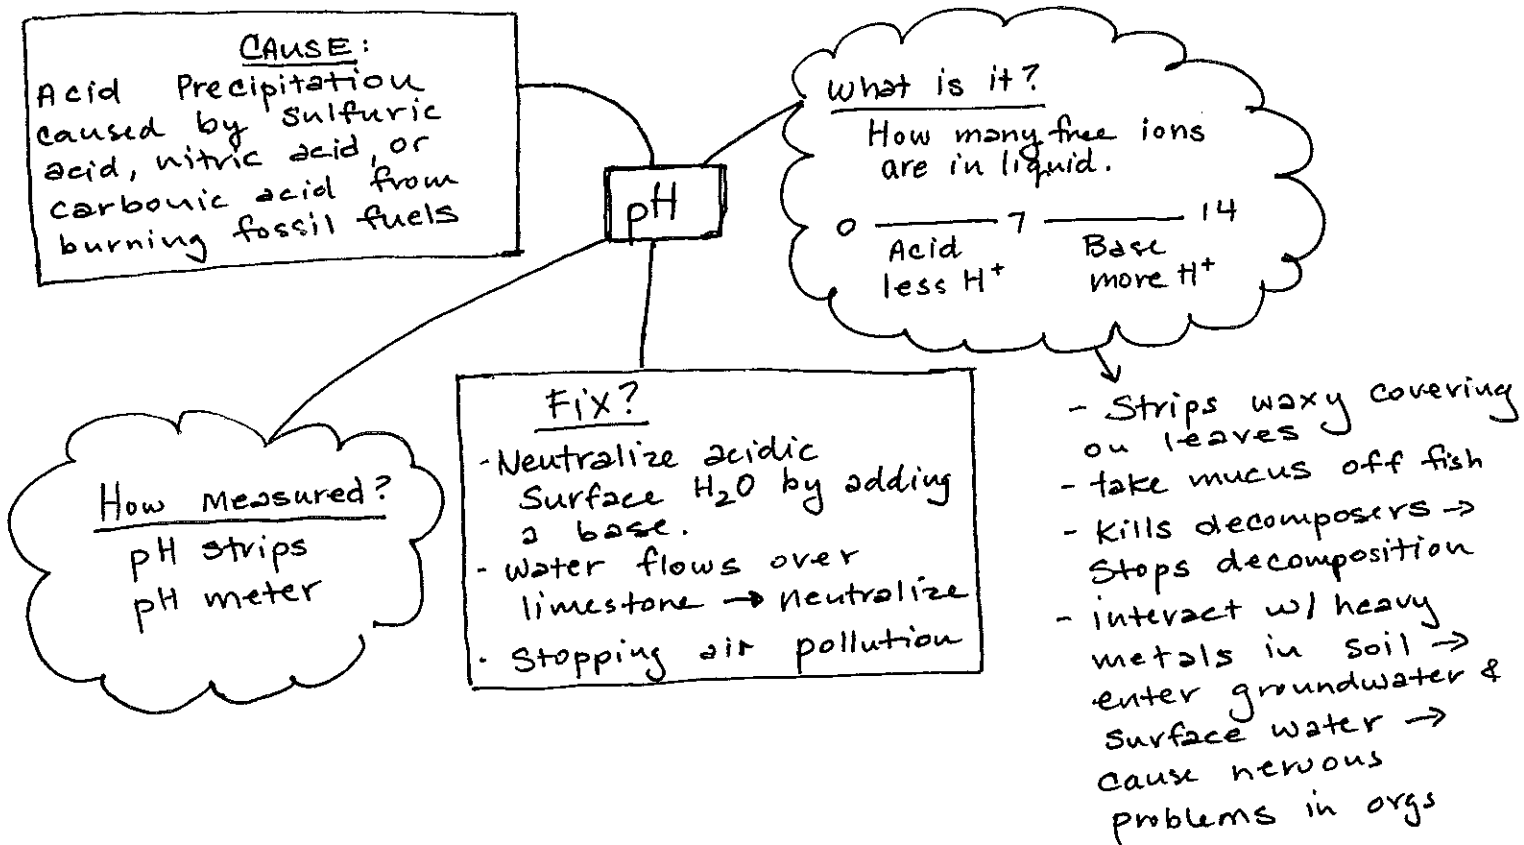 CAUSE:
Acid Precipitation
caused by sulfuric
acid, nitric acid, or
carbonic acid from
burning fossil fuels
pH
What is it?
How many free ions
are in liquid.
0 ——— 7 ——— 14
Acid Base
less H⁺ more H⁺
How Measured?
pH strips
pH meter
Fix?
- Neutralize acidic
Surface H₂O by adding
a base.
- Water flows over
limestone → neutralize
· Stopping air pollution
- Strips waxy covering
on leaves
- take mucus off fish
- Kills decomposers →
Stops decomposition
- interact w/ heavy
metals in soil →
enter groundwater &
surface water →
cause nervous
problems in orgs